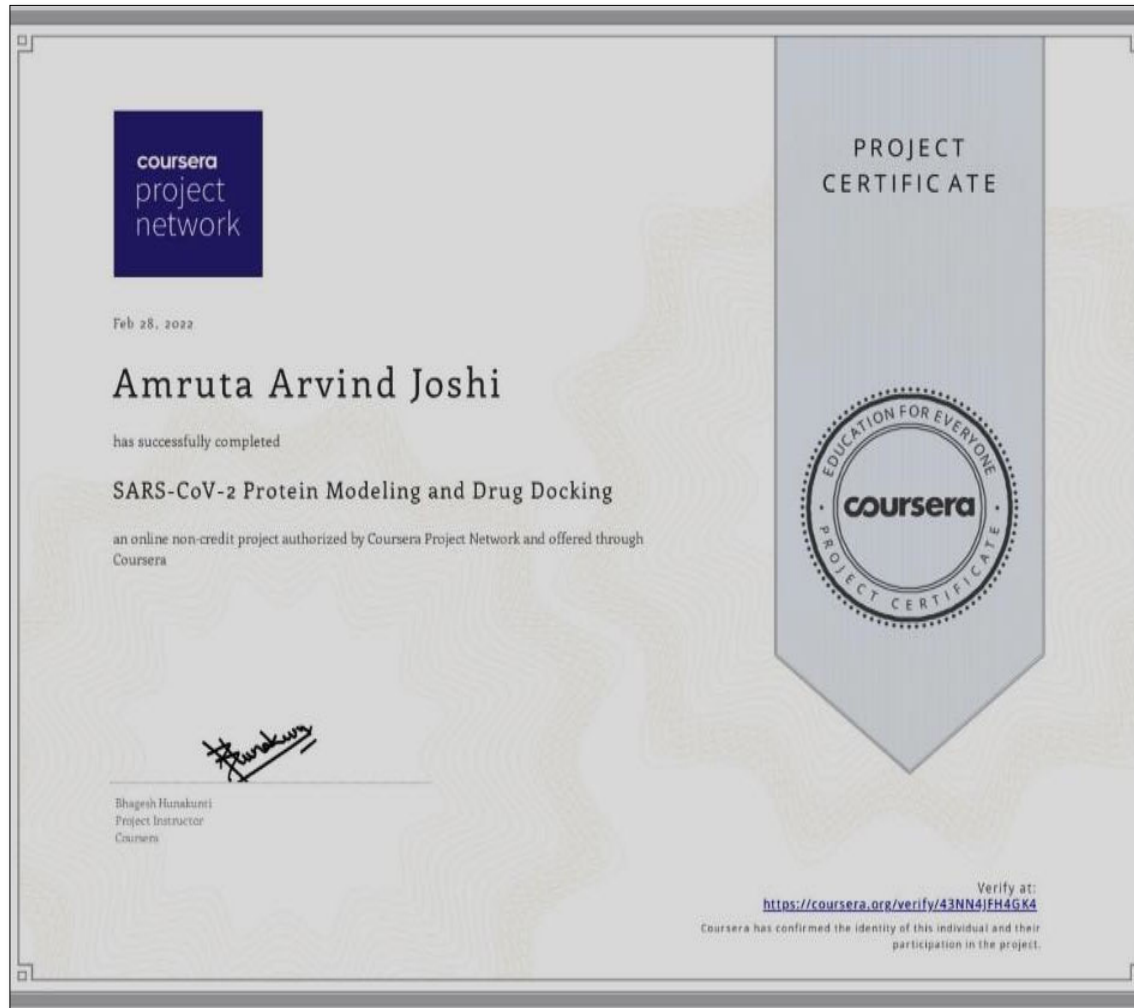 coursera
project
network
PROJECT
CERTIFICATE
Feb 28, 2022
Amruta Arvind Joshi
has successfully completed
SARS-CoV-2 Protein Modeling and Drug Docking
an online non-credit project authorized by Coursera Project Network and offered through
Coursera
EDUCATION FOR EVERYONE
coursera
PROJECT CERTIFICATE
Bhagesh Hunakunti
Project Instructor
Coursera
Verify at:
https://coursera.org/verify/43NN4JFH4GK4
Coursera has confirmed the identity of this individual and their
participation in the project.